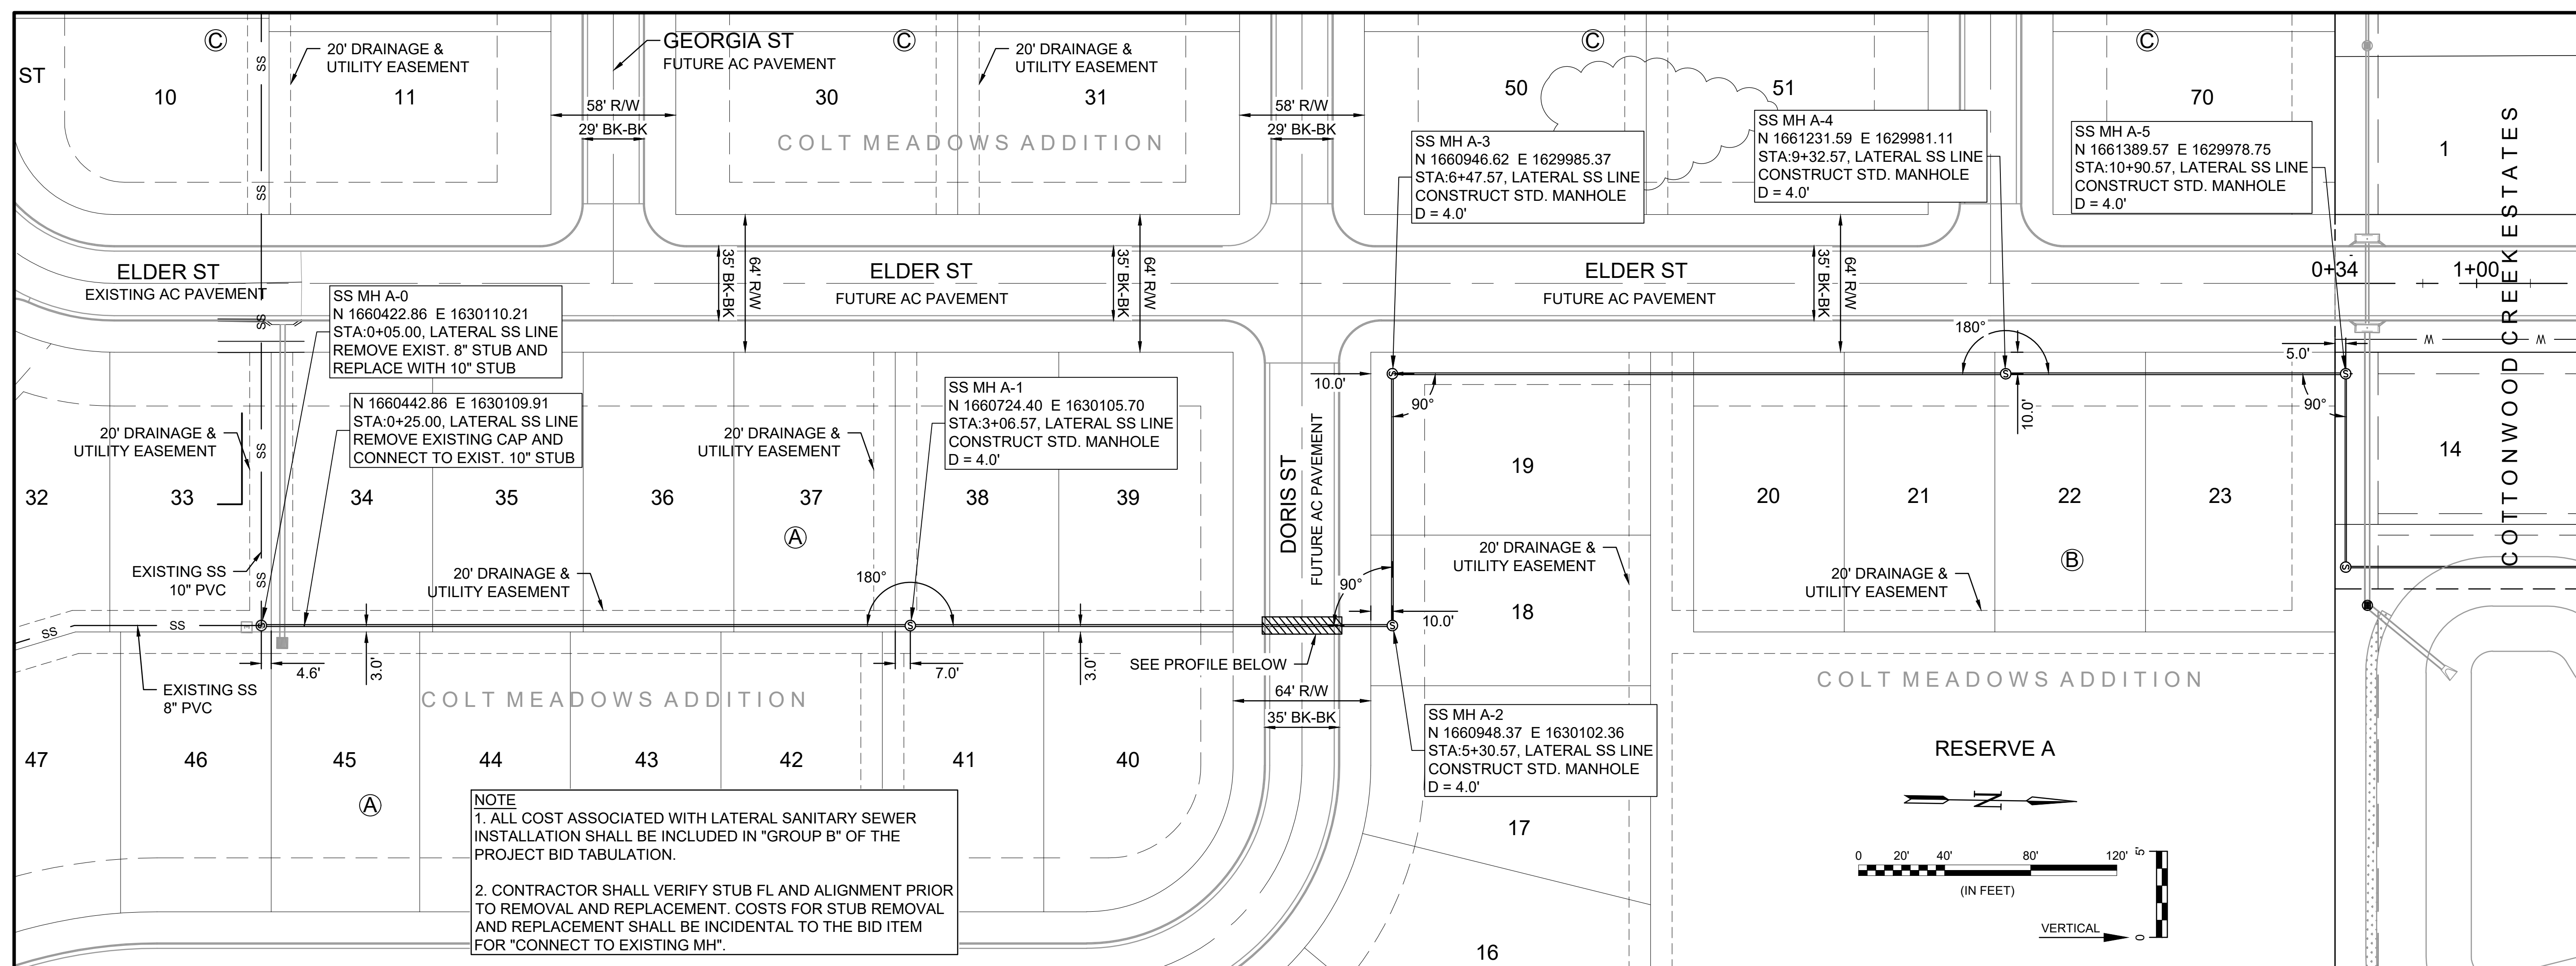 ST
10
Ⓒ
SS
20' DRAINAGE &
UTILITY EASEMENT
11
GEORGIA ST
FUTURE AC PAVEMENT
58' R/W
29' BK-BK
Ⓒ
30
20' DRAINAGE &
UTILITY EASEMENT
31
COLT MEADOWS ADDITION
58' R/W
29' BK-BK
Ⓒ
50
51
Ⓒ
70
1
SS
SS MH A-3
N 1660946.62 E 1629985.37
STA:6+47.57, LATERAL SS LINE
CONSTRUCT STD. MANHOLE
D = 4.0'
SS MH A-4
N 1661231.59 E 1629981.11
STA:9+32.57, LATERAL SS LINE
CONSTRUCT STD. MANHOLE
D = 4.0'
SS MH A-5
N 1661389.57 E 1629978.75
STA:10+90.57, LATERAL SS LINE
CONSTRUCT STD. MANHOLE
D = 4.0'
COTTONWOOD CREEK ESTATES
ELDER ST
EXISTING AC PAVEMENT
SS
35' BK-BK
64' R/W
ELDER ST
FUTURE AC PAVEMENT
35' BK-BK
64' R/W
ELDER ST
FUTURE AC PAVEMENT
35' BK-BK
64' R/W
0+34
1+00
SS MH A-0
N 1660422.86 E 1630110.21
STA:0+05.00, LATERAL SS LINE
REMOVE EXIST. 8" STUB AND
REPLACE WITH 10" STUB
N 1660442.86 E 1630109.91
STA:0+25.00, LATERAL SS LINE
REMOVE EXISTING CAP AND
CONNECT TO EXIST. 10" STUB
SS MH A-1
N 1660724.40 E 1630105.70
STA:3+06.57, LATERAL SS LINE
CONSTRUCT STD. MANHOLE
D = 4.0'
180°
5.0'
W
W
10.0'
S
90°
S
10.0'
90°
S
20' DRAINAGE &
UTILITY EASEMENT
SS
20' DRAINAGE &
UTILITY EASEMENT
32
33
34
35
36
37
38
39
Ⓐ
DORIS ST
FUTURE AC PAVEMENT
19
20
21
22
23
14
EXISTING SS
10" PVC
SS
20' DRAINAGE &
UTILITY EASEMENT
180°
90°
20' DRAINAGE &
UTILITY EASEMENT
18
20' DRAINAGE &
UTILITY EASEMENT
Ⓑ
S
SS
SS
S
S
S
10.0'
4.6'
3.0'
7.0'
3.0'
SEE PROFILE BELOW
64' R/W
35' BK-BK
EXISTING SS
8" PVC
COLT MEADOWS ADDITION
COLT MEADOWS ADDITION
SS MH A-2
N 1660948.37 E 1630102.36
STA:5+30.57, LATERAL SS LINE
CONSTRUCT STD. MANHOLE
D = 4.0'
47
46
45
44
43
42
41
40
Ⓐ
RESERVE A
N
17
NOTE
1. ALL COST ASSOCIATED WITH LATERAL SANITARY SEWER
INSTALLATION SHALL BE INCLUDED IN "GROUP B" OF THE
PROJECT BID TABULATION.
2. CONTRACTOR SHALL VERIFY STUB FL AND ALIGNMENT PRIOR
TO REMOVAL AND REPLACEMENT. COSTS FOR STUB REMOVAL
AND REPLACEMENT SHALL BE INCIDENTAL TO THE BID ITEM
FOR "CONNECT TO EXISTING MH".
0 20' 40' 80' 120'
(IN FEET)
5'
0
VERTICAL
16